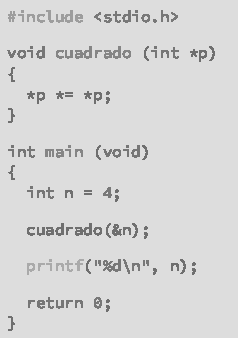 #include <stdio.h>
void cuadrado (int *p)
{
*p *= *p;
}
int main (void)
{
int n = 4;
cuadrado(&n);
printf("%d\n", n);
return 0;
}